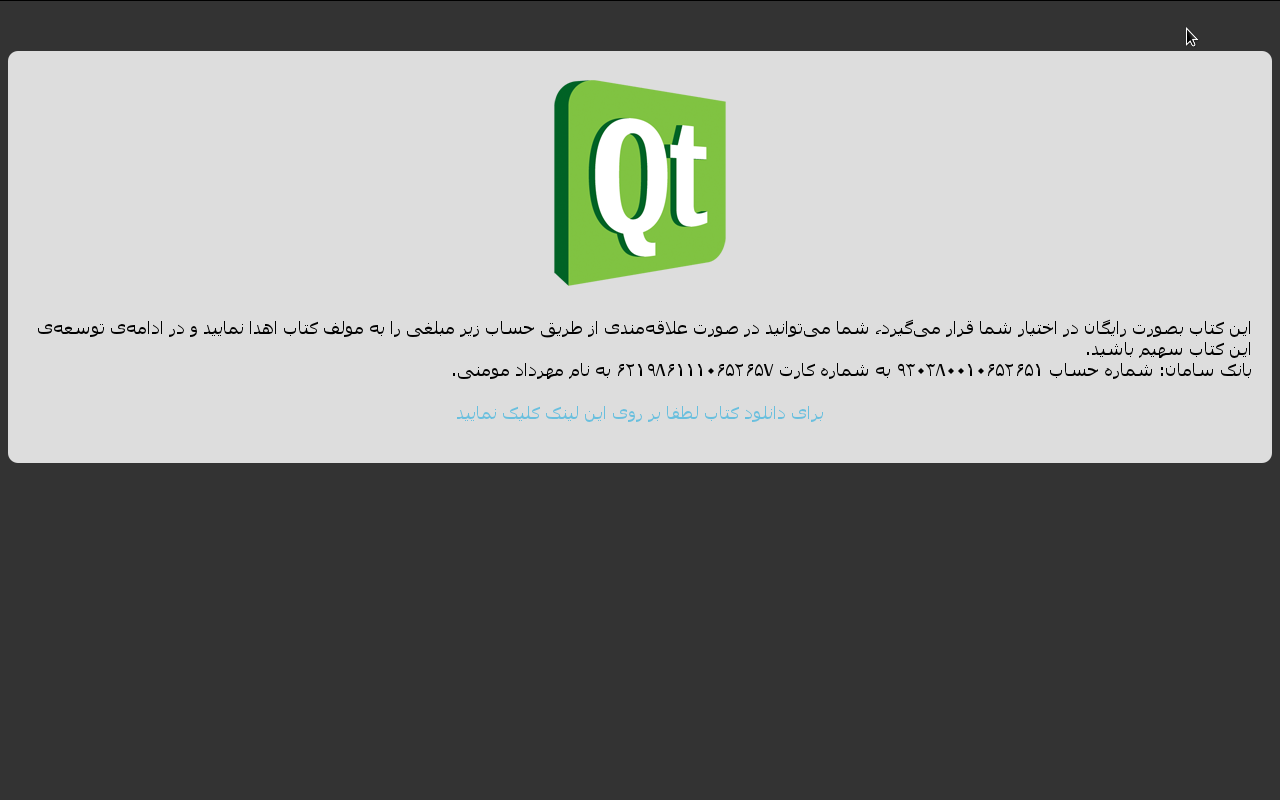 Qt
این کتاب بصورت رایگان در اختیار شما قرار می‌گیرد، شما می‌توانید در صورت علاقه‌مندی از طریق حساب زیر مبلغی را به مولف کتاب اهدا نمایید و در ادامه‌ی توسعه‌ی
این کتاب سهیم باشید.
بانک سامان: شماره حساب ۹۳۰۳۸۰۰۱۰۶۵۲۶۵۱ به شماره کارت ۶۲۱۹۸۶۱۱۱۰۶۵۲۶۵۷ به نام مهرداد مومنی.
برای دانلود کتاب لطفا بر روی این لینک کلیک نمایید